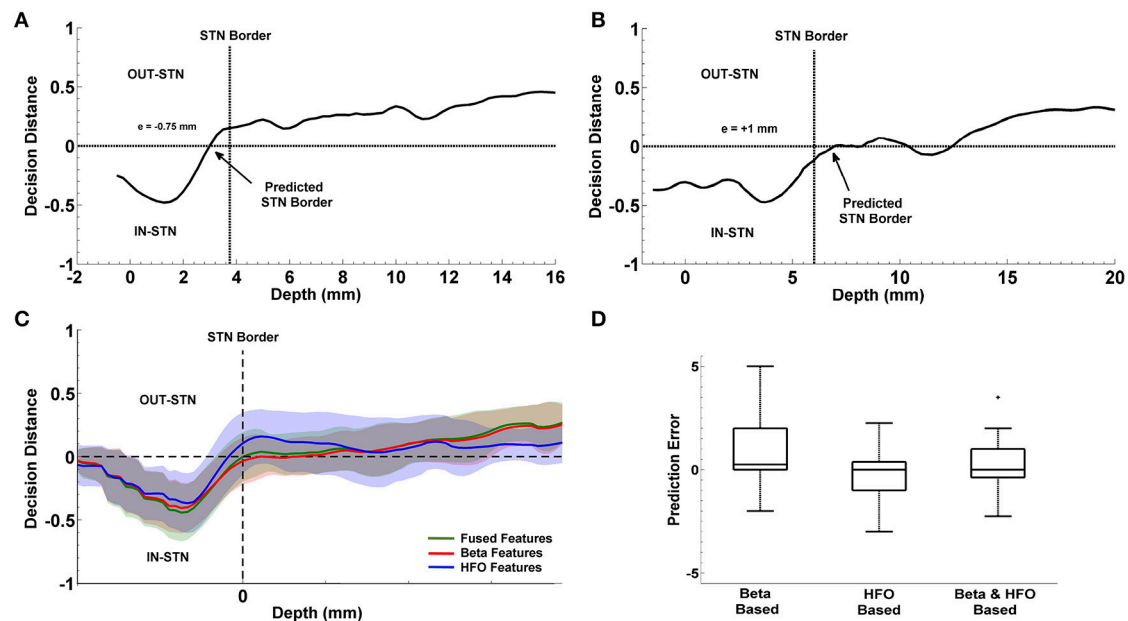 A
STN Border
OUT-STN
e = -0.75 mm
Predicted
STN Border
IN-STN
Decision Distance
1
0.5
0
-0.5
-1
-2
0
2
4
6
8
10
12
14
16
Depth (mm)
B
STN Border
OUT-STN
e = +1 mm
Predicted
STN Border
IN-STN
Decision Distance
1
0.5
0
-0.5
-1
0
5
10
15
20
Depth (mm)
C
STN Border
OUT-STN
IN-STN
Decision Distance
1
0.5
0
-0.5
-1
Fused Features
Beta Features
HFO Features
0
Depth (mm)
D
Prediction Error
5
0
-5
Beta
Based
HFO
Based
Beta & HFO
Based